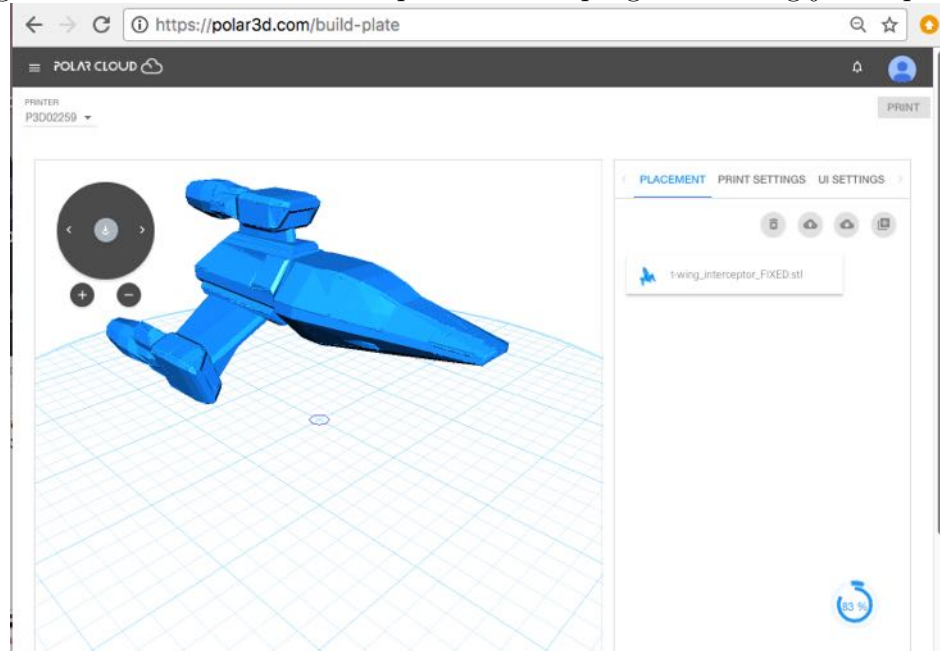 https://polar3d.com/build-plate
POLAR CLOUD
PRINTER
P3D02259
PRINT
PLACEMENT PRINT SETTINGS UI SETTINGS
t-wing_interceptor_FIXED.stl
83 %